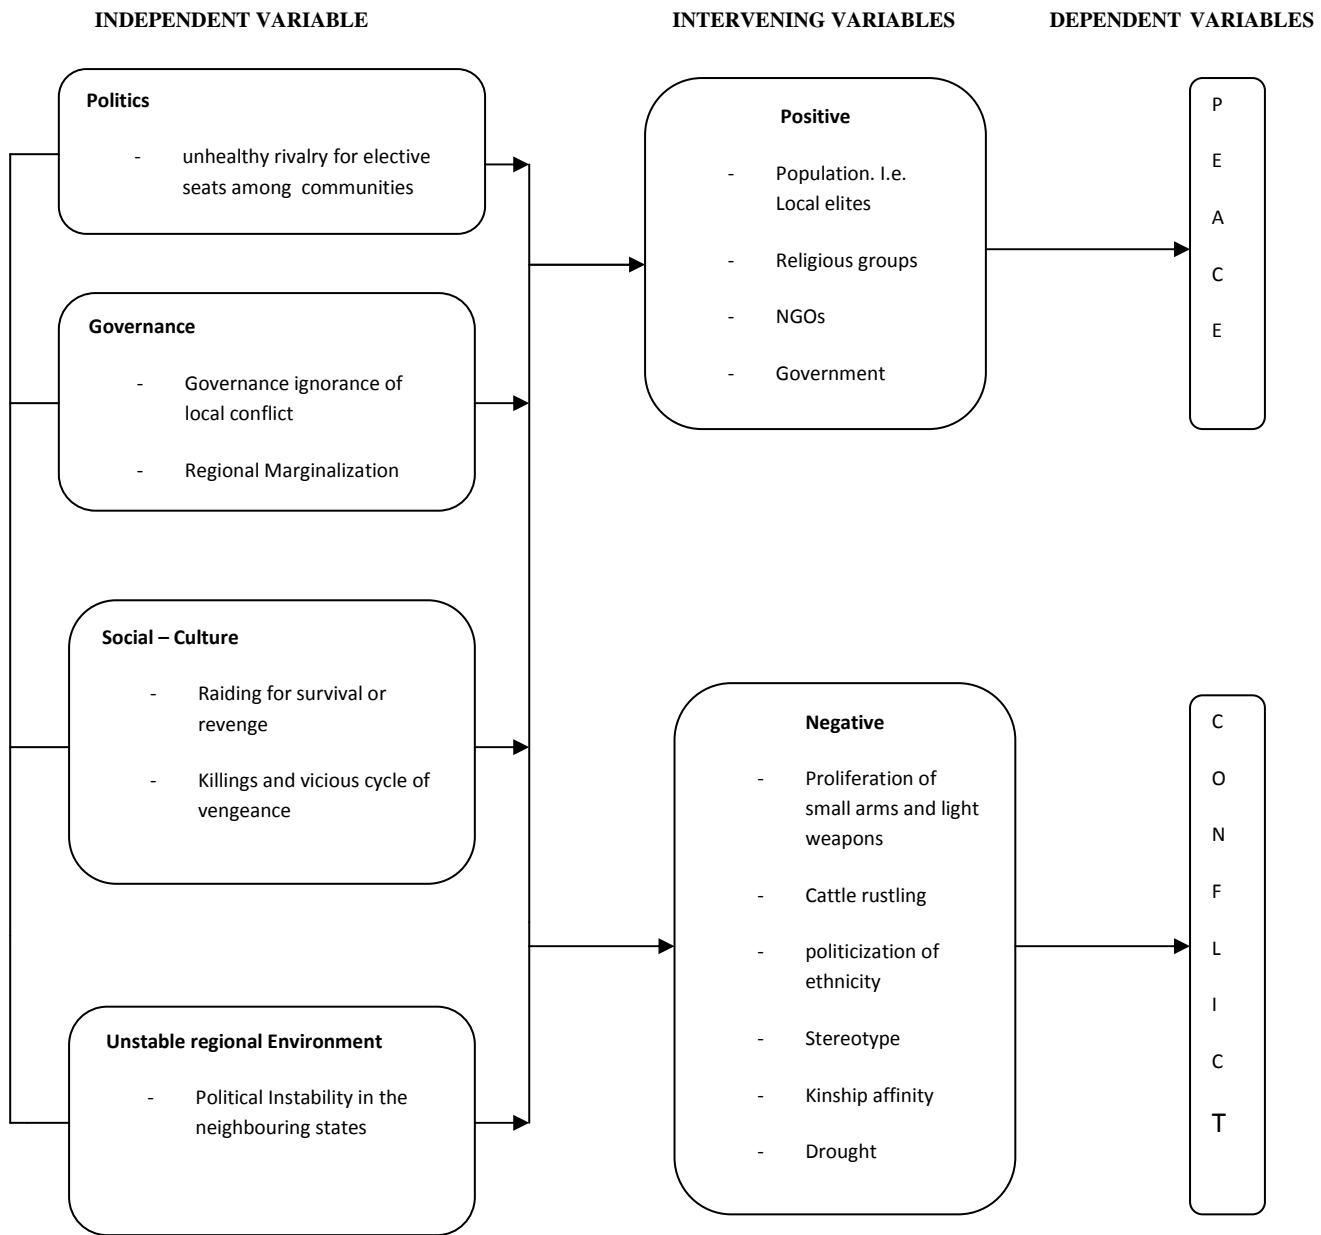 INDEPENDENT VARIABLE
INTERVENING VARIABLES
DEPENDENT VARIABLES
Politics
- unhealthy rivalry for elective
seats among communities
Governance
- Governance ignorance of
local conflict
- Regional Marginalization
Social – Culture
- Raiding for survival or
revenge
- Killings and vicious cycle of
vengeance
Unstable regional Environment
- Political Instability in the
neighbouring states
Positive
- Population. I.e.
Local elites
- Religious groups
- NGOs
- Government
Negative
- Proliferation of
small arms and light
weapons
- Cattle rustling
- politicization of
ethnicity
- Stereotype
- Kinship affinity
- Drought
P
E
A
C
E
C
O
N
F
L
I
C
T